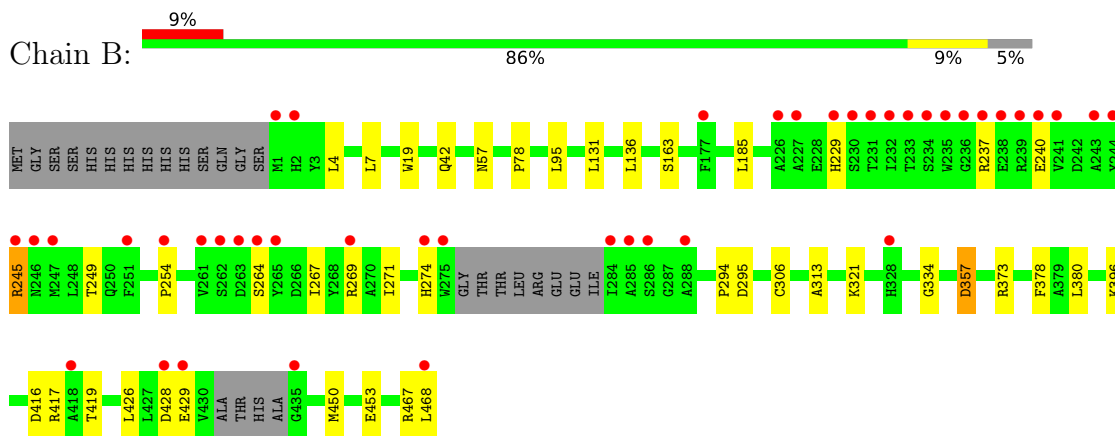 9%
Chain B:
86% 9% 5%
MET GLY SER SER HIS HIS HIS HIS HIS HIS SER GLN GLY SER M1 H2 Y3 L4 L7 W19 Q42 N57 P78 L95 L131 L136 S163 F177 L185 A226 A227 E228 H229 S230 T231 I232 T233 S234 W235 G236 R237 E238 R239 E240 V241 D242 A243 Y244
R245 N246 M247 L248 T249 Q250 F251 P254 V261 S262 D263 S264 Y265 D266 I267 Y268 R269 A270 I271 H274 W275 GLY THR THR LEU ARG GLU GLU ILE I284 A285 S286 G287 A288 P294 D295 C306 A313 K321 H328 G334 D357 R373 F378 A379 L380 K396
D416 R417 A418 T419 L426 L427 D428 E429 V430 ALA THR HIS ALA G435 M450 E453 R467 L468